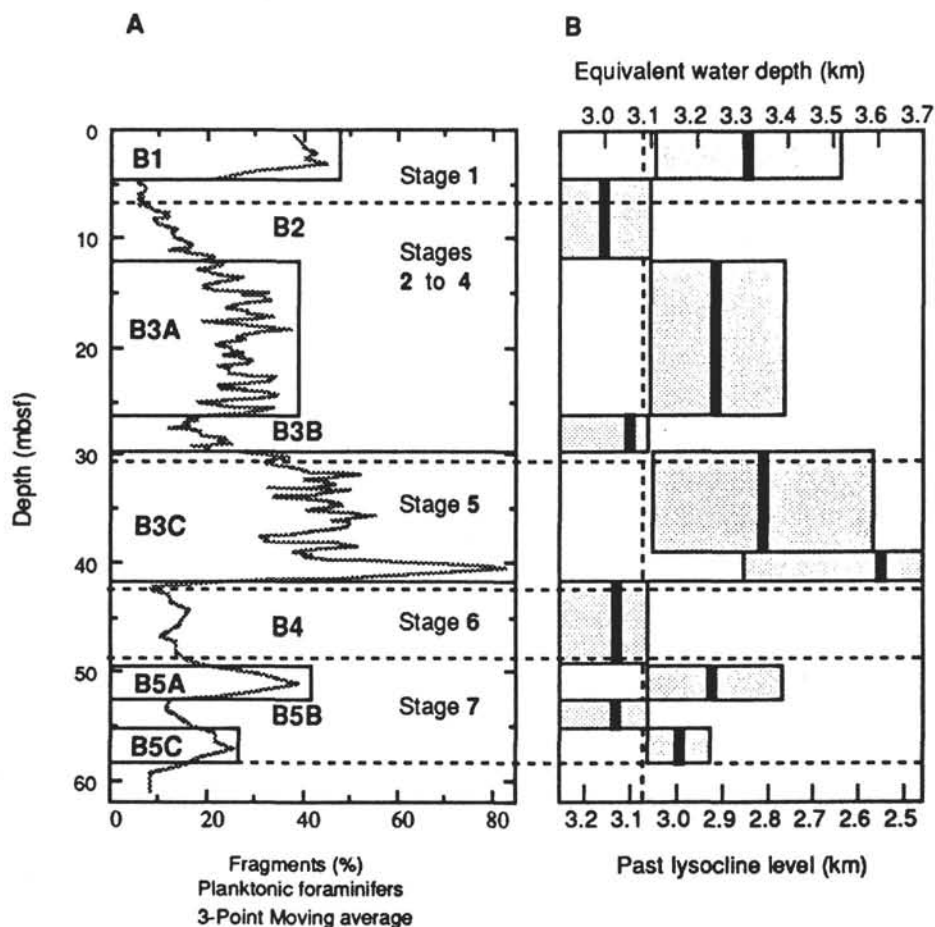 A
B
Equivalent water depth (km)
3.0 3.1 3.2 3.3 3.4 3.5 3.6 3.7
0
10
20
30
40
50
60
Depth (mbsf)
B1
Stage 1
B2
Stages
2 to 4
B3A
B3B
Stage 5
B3C
B4
Stage 6
B5A
B5B
Stage 7
B5C
0 20 40 60 80
Fragments (%)
Planktonic foraminifers
3-Point Moving average
3.2 3.1 3.0 2.9 2.8 2.7 2.6 2.5
Past lysocline level (km)